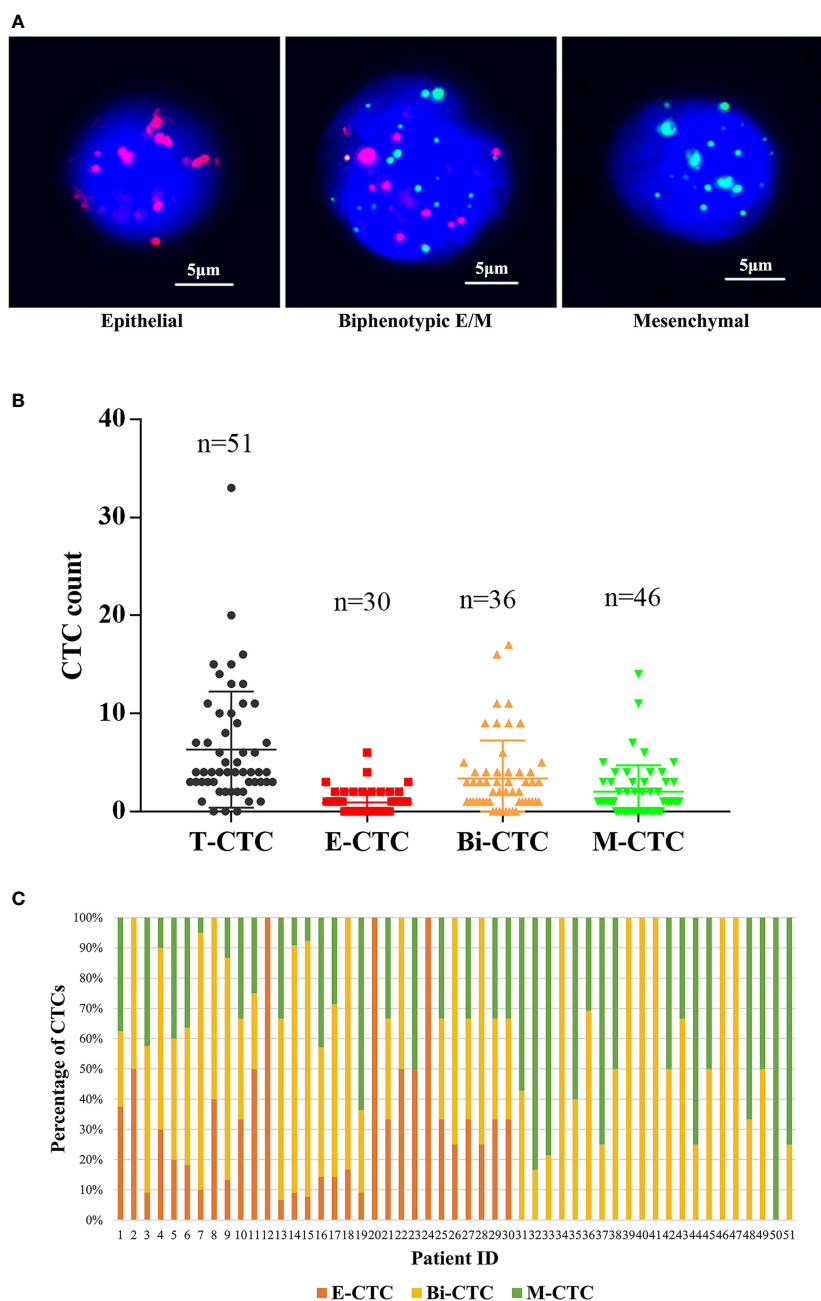 A
5μm
5μm
5μm
Epithelial
Biphenotypic E/M
Mesenchymal
B
CTC count
40
30
20
10
0
n=51
n=30
n=36
n=46
T-CTC
E-CTC
Bi-CTC
M-CTC
C
Percentage of CTCs
100%
90%
80%
70%
60%
50%
40%
30%
20%
10%
0%
1 2 3 4 5 6 7 8 9 10 11 12 13 14 15 16 17 18 19 20 21 22 23 24 25 26 27 28 29 30 31 32 33 34 35 36 37 38 39 40 41 42 43 44 45 46 47 48 49 50 51
Patient ID
E-CTC Bi-CTC M-CTC